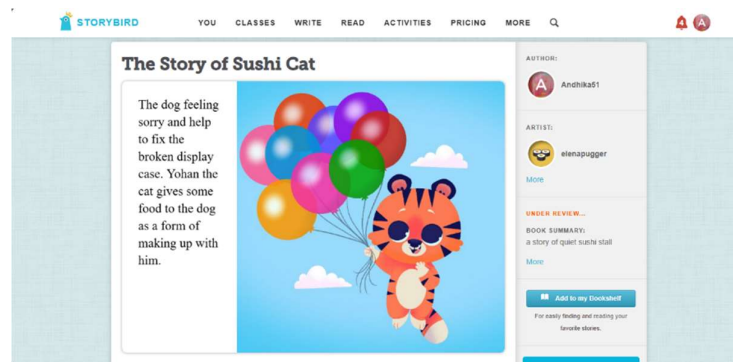 STORYBIRD
YOU CLASSES WRITE READ ACTIVITIES PRICING MORE
4 A
The Story of Sushi Cat
The dog feeling
sorry and help
to fix the
broken display
case. Yohan the
cat gives some
food to the dog
as a form of
making up with
him.
AUTHOR:
A Andhika61
ARTIST:
elenapugger
More
UNDER REVIEW...
BOOK SUMMARY:
a story of quiet sushi stall
More
Add to my Bookshelf
For easily finding and reading your
favorite stories.